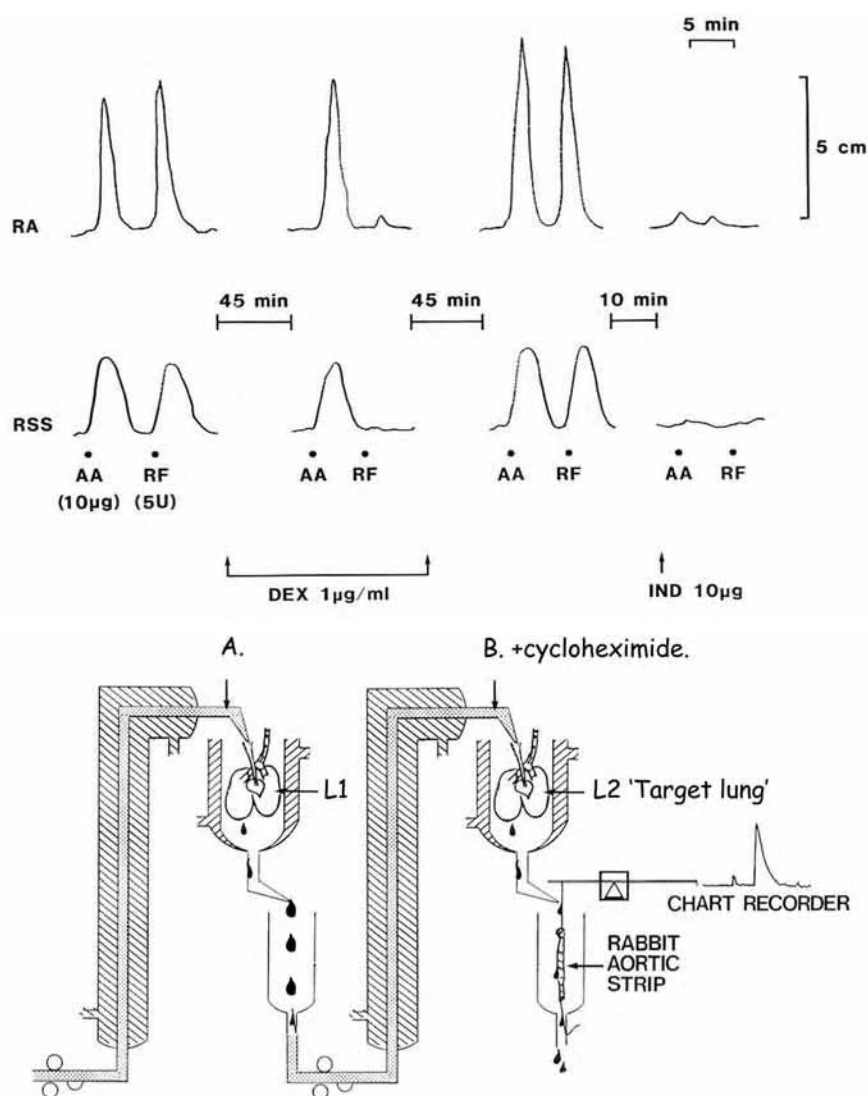 5 min
5 cm
RA
45 min
45 min
10 min
RSS
AA RF AA RF AA RF AA RF
(10µg) (5U)
DEX 1µg/ml
IND 10µg
A.
B. +cycloheximide.
L1
L2 'Target lung'
CHART RECORDER
RABBIT
AORTIC
STRIP